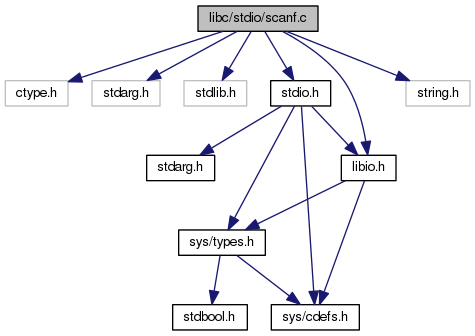 libc/stdio/scanf.c
ctype.h
stdarg.h
stdlib.h
stdio.h
string.h
stdarg.h
libio.h
sys/types.h
stdbool.h
sys/cdefs.h